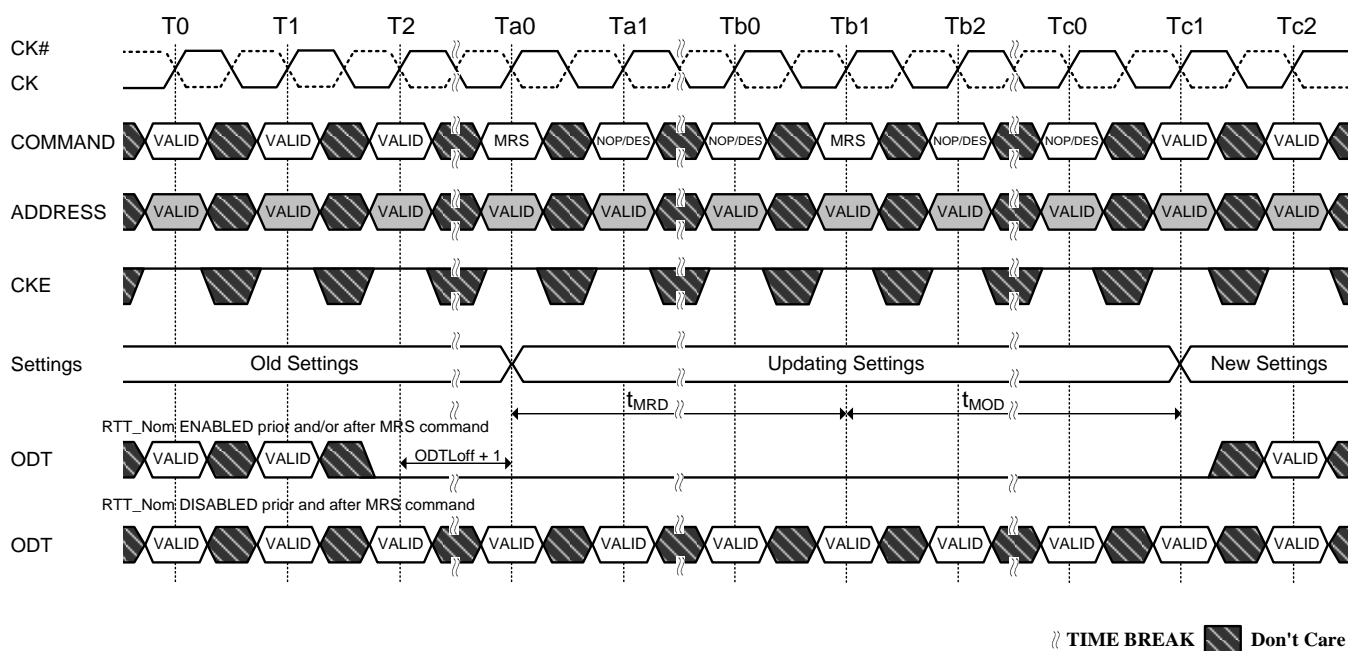 T0 T1 T2 Ta0 Ta1 Tb0 Tb1 Tb2 Tc0 Tc1 Tc2
CK#
CK
COMMAND VALID VALID VALID MRS NOP/DES NOP/DES MRS NOP/DES NOP/DES VALID VALID
ADDRESS VALID VALID VALID VALID VALID VALID VALID VALID VALID VALID VALID
CKE
Settings Old Settings Updating Settings New Settings
tMRD tMOD
RTT_Nom ENABLED prior and/or after MRS command
ODT VALID VALID ODTLoff + 1 VALID
RTT_Nom DISABLED prior and after MRS command
ODT VALID VALID VALID VALID VALID VALID VALID VALID VALID VALID VALID
TIME BREAK Don't Care